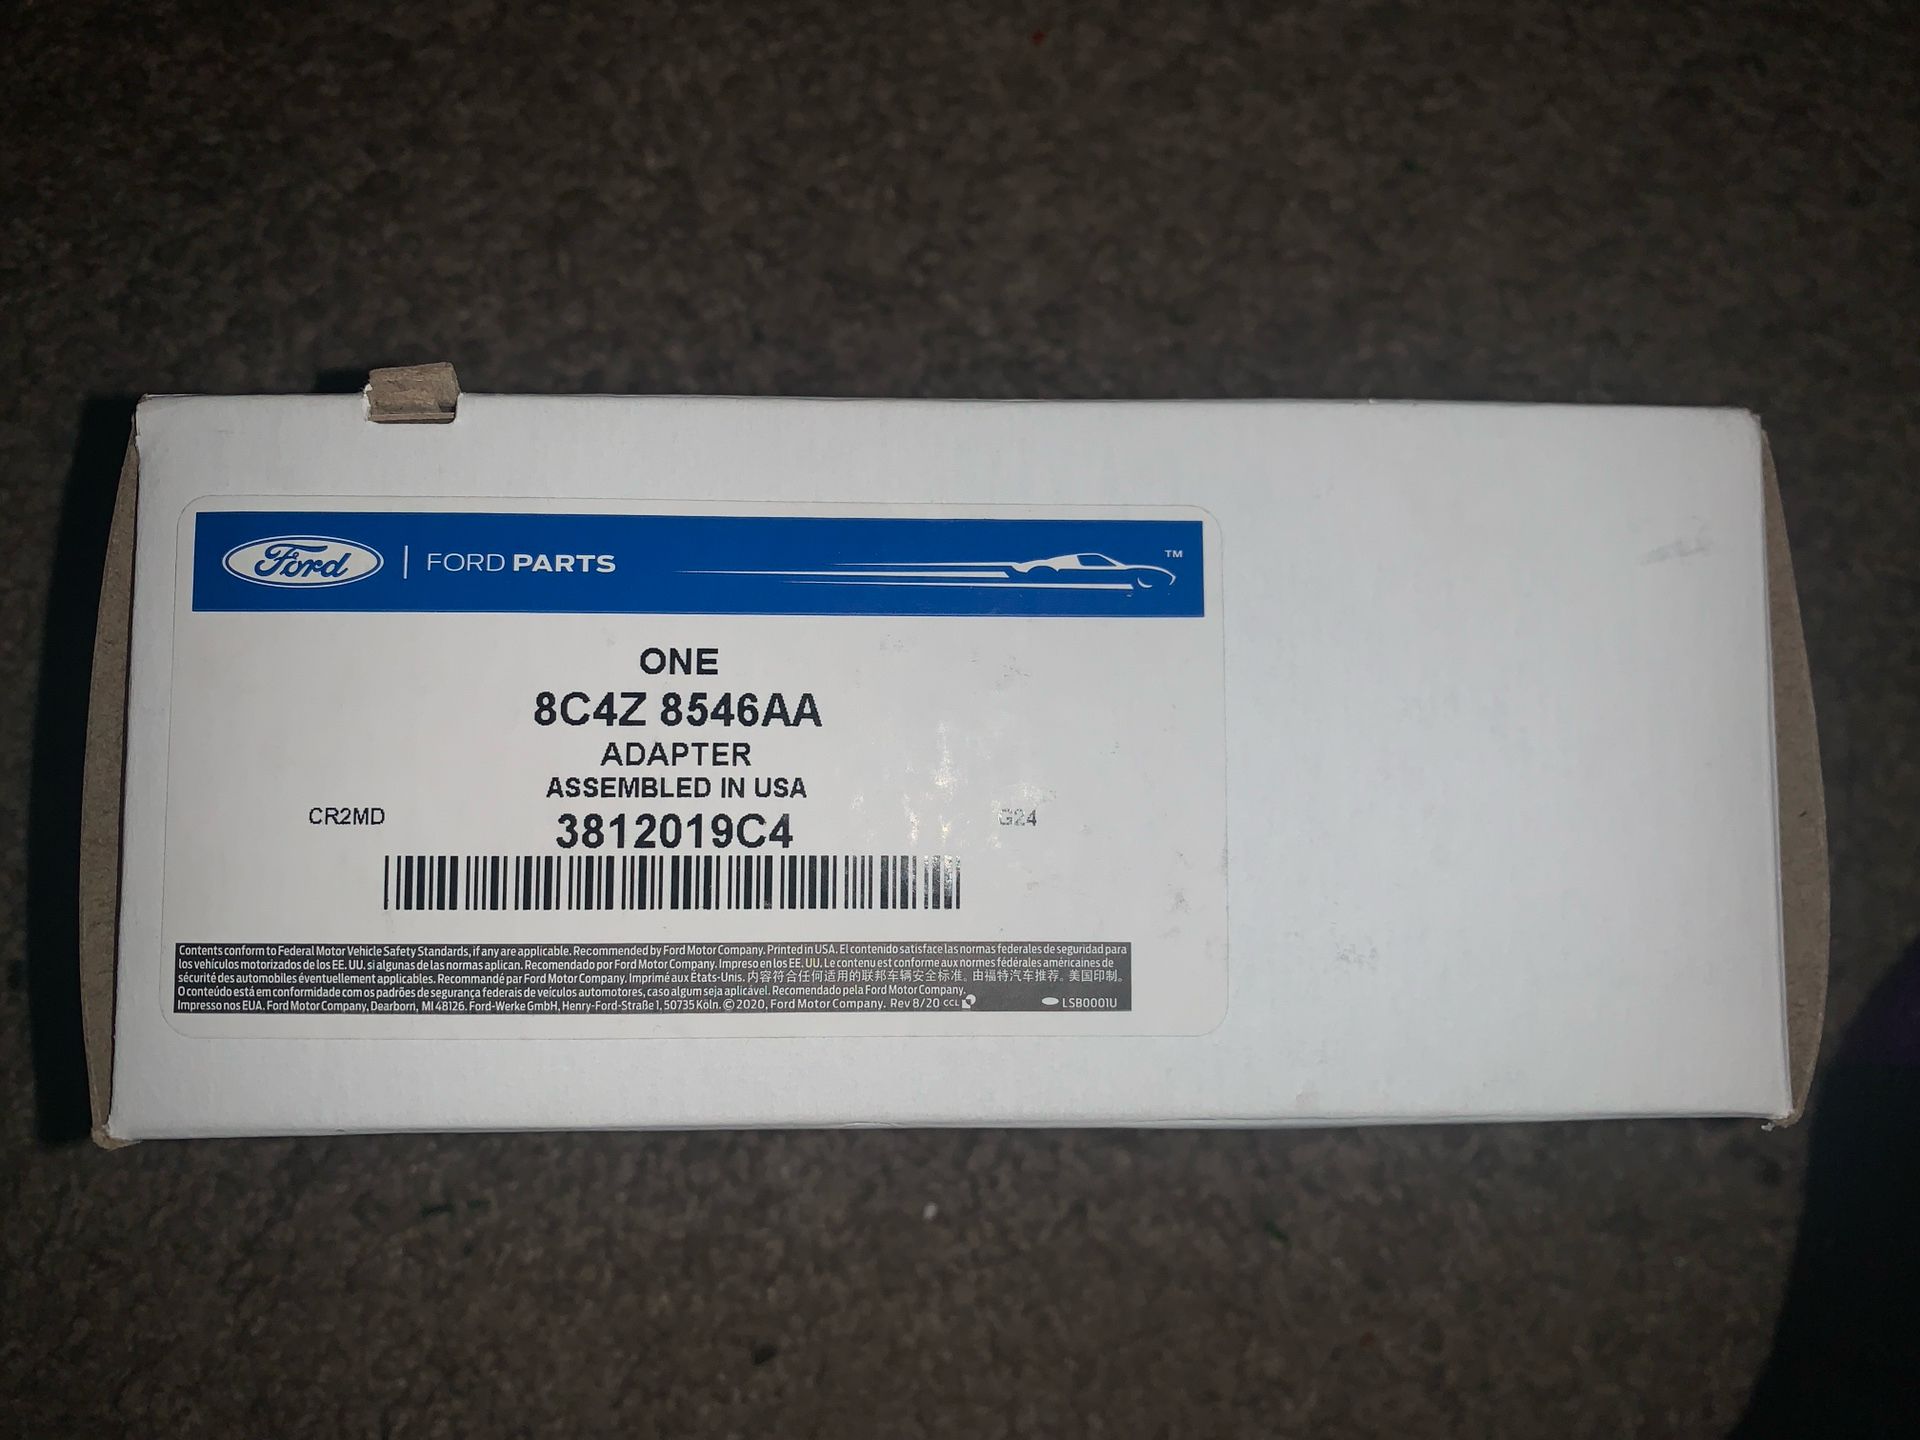 Ford | FORD PARTS ™
ONE
8C4Z 8546AA
ADAPTER
ASSEMBLED IN USA
CR2MD 3812019C4 G24
Contents conform to Federal Motor Vehicle Safety Standards, if any are applicable. Recommended by Ford Motor Company. Printed in USA. El contenido satisface las normas federales de seguridad para
los vehículos motorizados de los EE. UU. si algunas de las normas aplican. Recomendado por Ford Motor Company. Impreso en los EE. UU. Le contenu est conforme aux normes fédérales américaines de
sécurité des automobiles éventuellement applicables. Recommandé par Ford Motor Company. Imprimé aux États-Unis. 内容符合任何适用的联邦车辆安全标准。由福特汽车推荐。美国印制。
O conteúdo está em conformidade com os padrões de segurança federais de veículos automotores, caso algum seja aplicável. Recomendado pela Ford Motor Company.
Impresso nos EUA. Ford Motor Company, Dearborn, MI 48126. Ford-Werke GmbH, Henry-Ford-Straße 1, 50735 Köln. © 2020, Ford Motor Company. Rev 8/20 CCL LSB0001U